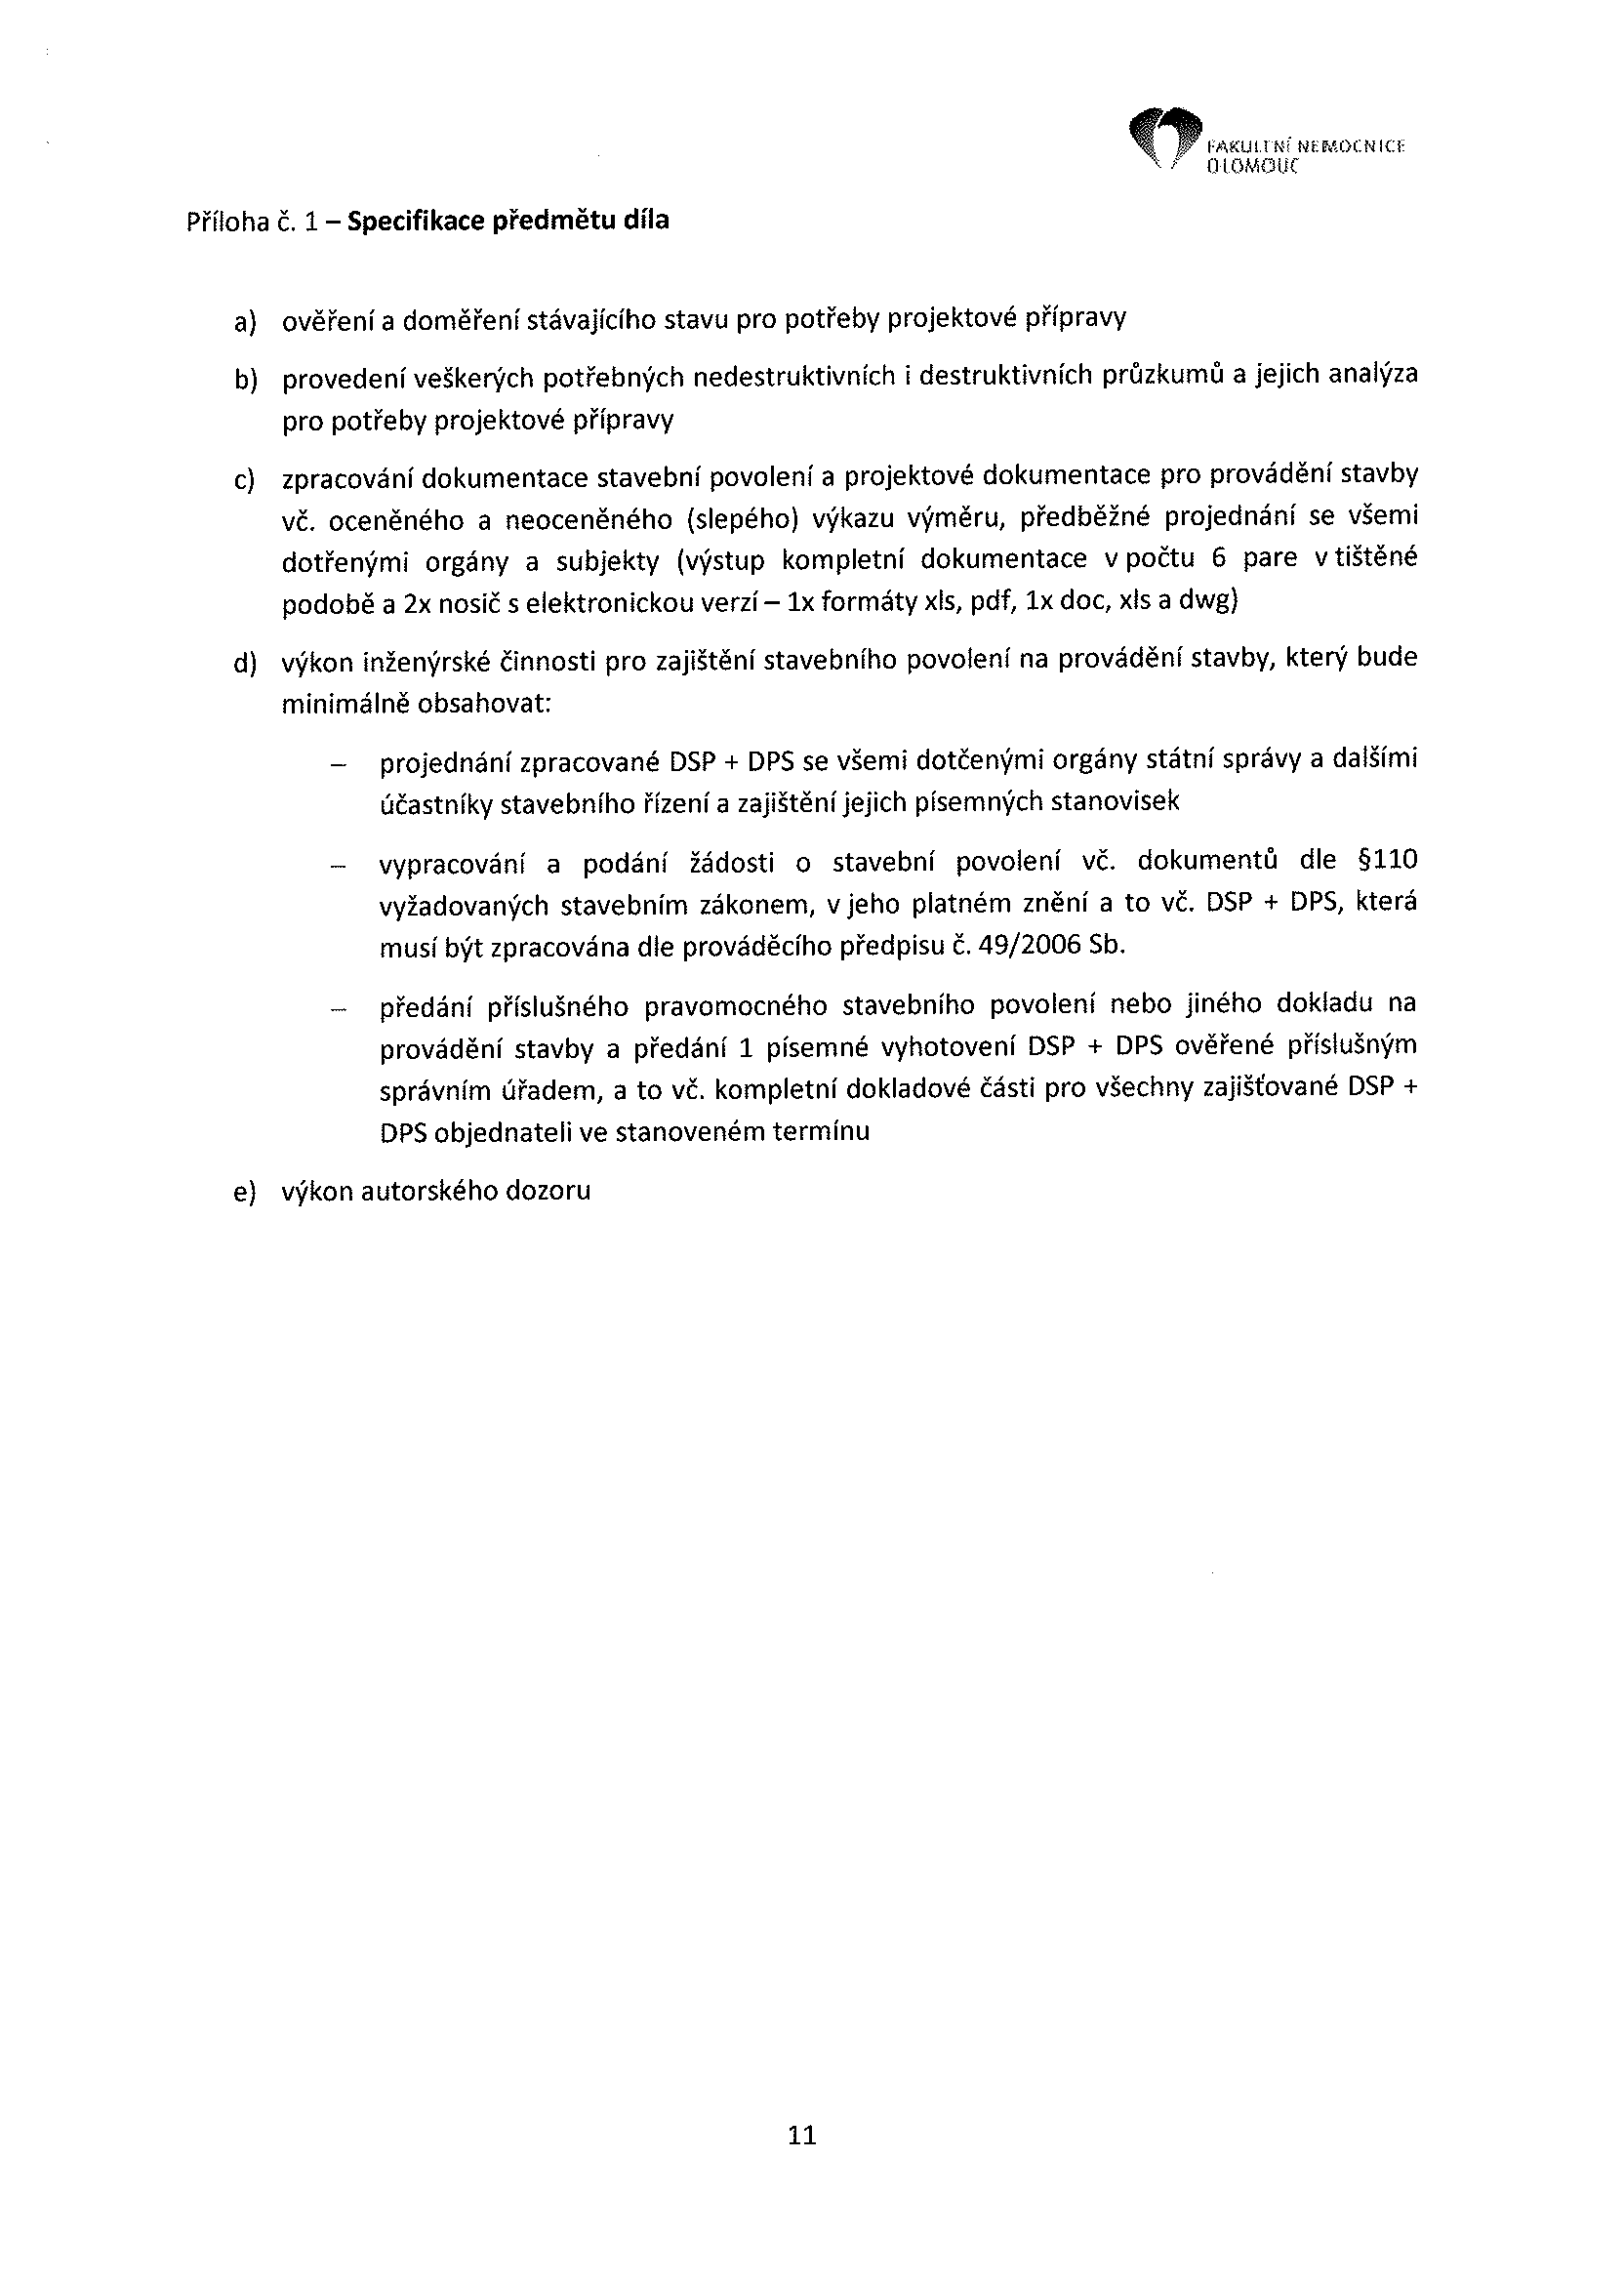 FAKULTNÍ NEMOCNICE
OLOMOUC
Příloha č. 1 – Specifikace předmětu díla
a) ověření a doměření stávajícího stavu pro potřeby projektové přípravy
b) provedení veškerých potřebných nedestruktivních i destruktivních průzkumů a jejich analýza
pro potřeby projektové přípravy
c) zpracování dokumentace stavební povolení a projektové dokumentace pro provádění stavby
vč. oceněného a neoceněného (slepého) výkazu výměru, předběžné projednání se všemi
dotřenými orgány a subjekty (výstup kompletní dokumentace v počtu 6 pare v tištěné
podobě a 2x nosič s elektronickou verzí – 1x formáty xls, pdf, 1x doc, xls a dwg)
d) výkon inženýrské činnosti pro zajištění stavebního povolení na provádění stavby, který bude
minimálně obsahovat:
– projednání zpracované DSP + DPS se všemi dotčenými orgány státní správy a dalšími
účastníky stavebního řízení a zajištění jejich písemných stanovisek
– vypracování a podání žádosti o stavební povolení vč. dokumentů dle §110
vyžadovaných stavebním zákonem, v jeho platném znění a to vč. DSP + DPS, která
musí být zpracována dle prováděcího předpisu č. 49/2006 Sb.
– předání příslušného pravomocného stavebního povolení nebo jiného dokladu na
provádění stavby a předání 1 písemné vyhotovení DSP + DPS ověřené příslušným
správním úřadem, a to vč. kompletní dokladové části pro všechny zajišťované DSP +
DPS objednateli ve stanoveném termínu
e) výkon autorského dozoru
11